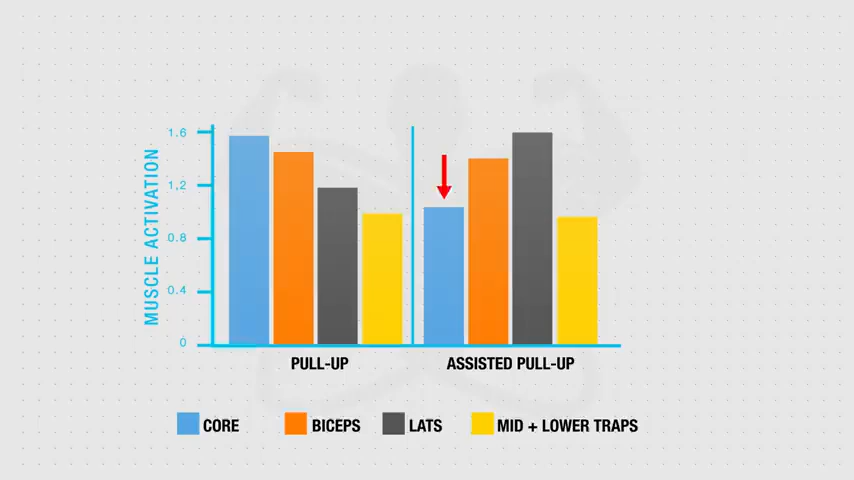 MUSCLE ACTIVATION
1.6
1,2
0.8
0.4
0
PULL-UP
ASSISTED PULL-UP
CORE
BICEPS
LATS
MID + LOWER TRAPS